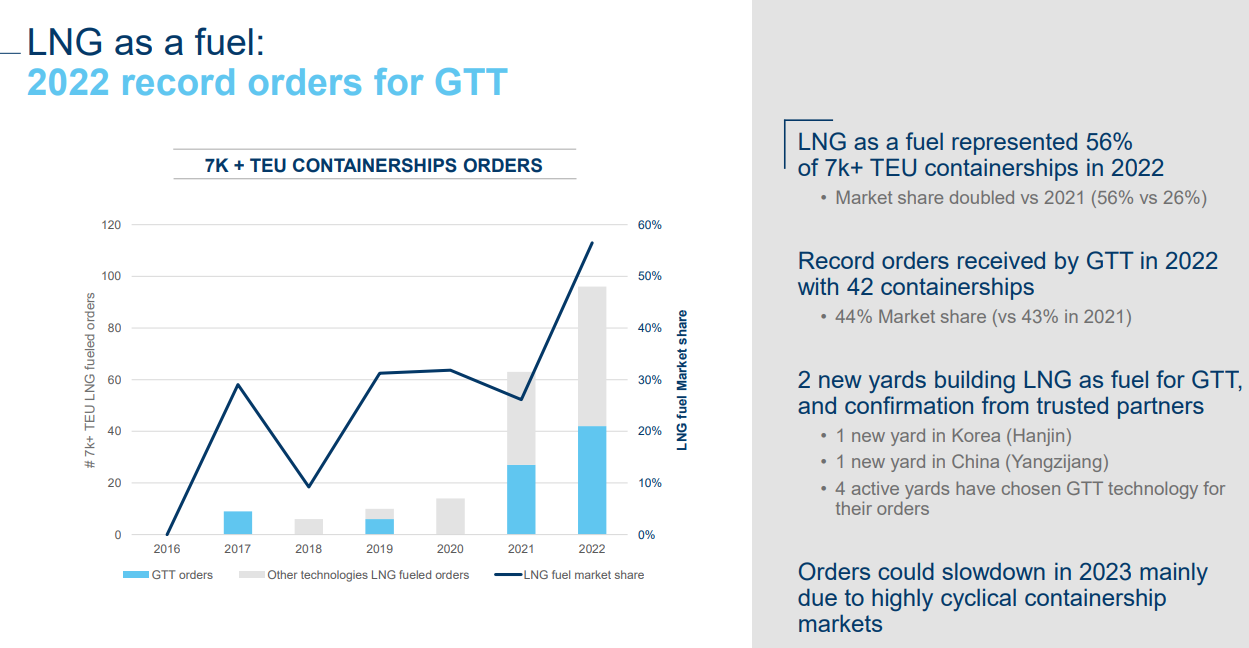 LNG as a fuel:
2022 record orders for GTT
7K + TEU CONTAINERSHIPS ORDERS
# 7k+ TEU LNG fueled orders
120
100
80
60
40
20
0
60%
50%
40%
30%
20%
10%
0%
LNG fuel Market share
2016 2017 2018 2019 2020 2021 2022
GTT orders Other technologies LNG fueled orders LNG fuel market share
LNG as a fuel represented 56%
of 7k+ TEU containerships in 2022
• Market share doubled vs 2021 (56% vs 26%)
Record orders received by GTT in 2022
with 42 containerships
• 44% Market share (vs 43% in 2021)
2 new yards building LNG as fuel for GTT,
and confirmation from trusted partners
• 1 new yard in Korea (Hanjin)
• 1 new yard in China (Yangzijang)
• 4 active yards have chosen GTT technology for
their orders
Orders could slowdown in 2023 mainly
due to highly cyclical containership
markets